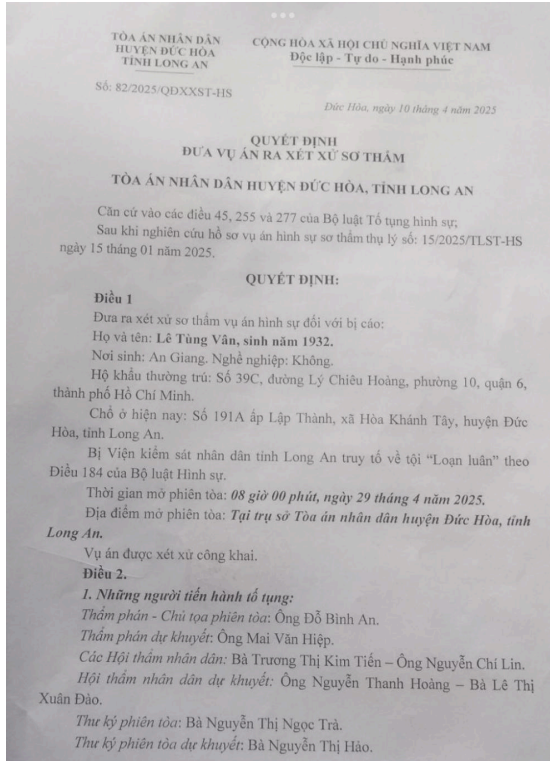 TÒA ÁN NHÂN DÂN
HUYỆN ĐỨC HÒA
TỈNH LONG AN
CỘNG HÒA XÃ HỘI CHỦ NGHĨA VIỆT NAM
Độc lập - Tự do - Hạnh phúc
Số: 82/2025/QĐXXST-HS
Đức Hòa, ngày 10 tháng 4 năm 2025
QUYẾT ĐỊNH
ĐƯA VỤ ÁN RA XÉT XỬ SƠ THẨM
TÒA ÁN NHÂN DÂN HUYỆN ĐỨC HÒA, TỈNH LONG AN
Căn cứ vào các điều 45, 255 và 277 của Bộ luật Tố tụng hình sự;
Sau khi nghiên cứu hồ sơ vụ án hình sự sơ thẩm thụ lý số: 15/2025/TLST-HS
ngày 15 tháng 01 năm 2025.
QUYẾT ĐỊNH:
Điều 1
Đưa ra xét xử sơ thẩm vụ án hình sự đối với bị cáo:
Họ và tên: Lê Tùng Vân, sinh năm 1932.
Nơi sinh: An Giang. Nghề nghiệp: Không.
Hộ khẩu thường trú: Số 39C, đường Lý Chiêu Hoàng, phường 10, quận 6,
thành phố Hồ Chí Minh.
Chỗ ở hiện nay: Số 191A ấp Lập Thành, xã Hòa Khánh Tây, huyện Đức
Hòa, tỉnh Long An.
Bị Viện kiểm sát nhân dân tỉnh Long An truy tố về tội “Loạn luân” theo
Điều 184 của Bộ luật Hình sự.
Thời gian mở phiên tòa: 08 giờ 00 phút, ngày 29 tháng 4 năm 2025.
Địa điểm mở phiên tòa: Tại trụ sở Tòa án nhân dân huyện Đức Hòa, tỉnh
Long An.
Vụ án được xét xử công khai.
Điều 2.
1. Những người tiến hành tố tụng:
Thẩm phán - Chủ tọa phiên tòa: Ông Đỗ Bình An.
Thẩm phán dự khuyết: Ông Mai Văn Hiệp.
Các Hội thẩm nhân dân: Bà Trương Thị Kim Tiến – Ông Nguyễn Chí Lin.
Hội thẩm nhân dân dự khuyết: Ông Nguyễn Thanh Hoàng – Bà Lê Thị
Xuân Đào.
Thư ký phiên tòa: Bà Nguyễn Thị Ngọc Trà.
Thư ký phiên tòa dự khuyết: Bà Nguyễn Thị Hảo.